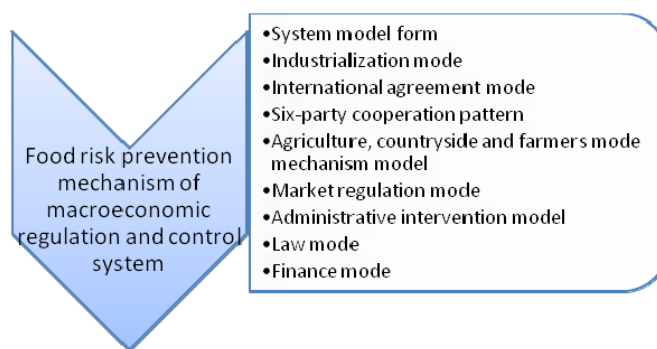 Food risk prevention
mechanism of
macroeconomic
regulation and control
system
•System model form
•Industrialization mode
•International agreement mode
•Six-party cooperation pattern
•Agriculture, countryside and farmers mode
mechanism model
•Market regulation mode
•Administrative intervention model
•Law mode
•Finance mode